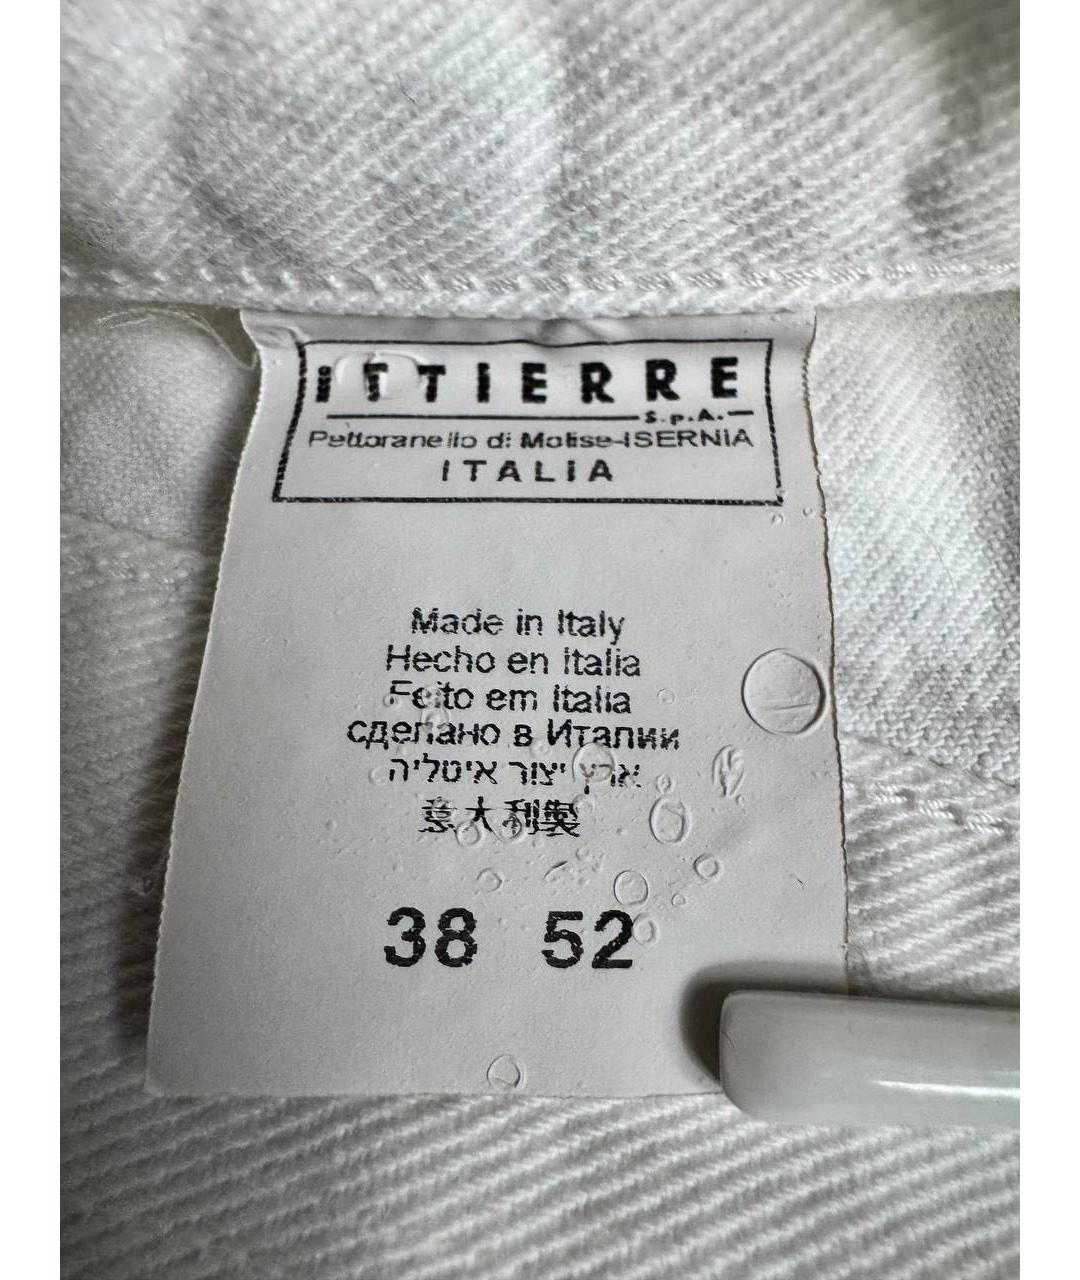 ITTIERRE
S.p.A.
Pettoranello di Molise-ISERNIA
ITALIA
Made in Italy
Hecho en Italia
Feito em Italia
сделано в Италии
ארץ יצור איטליה
意大利製
38 52